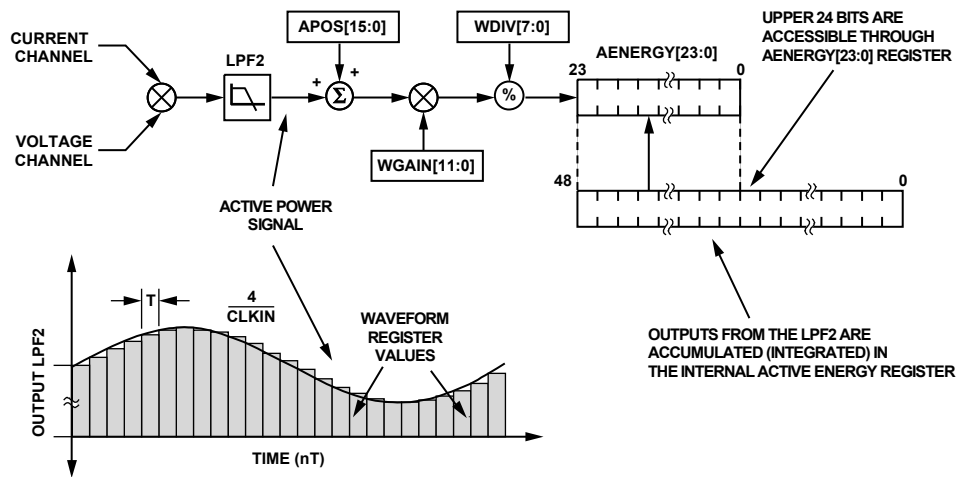 CURRENT
CHANNEL
VOLTAGE
CHANNEL
LPF2
APOS[15:0]
+
+
Σ
WGAIN[11:0]
WDIV[7:0]
%
AENERGY[23:0]
23
0
UPPER 24 BITS ARE
ACCESSIBLE THROUGH
AENERGY[23:0] REGISTER
48
0
ACTIVE POWER
SIGNAL
OUTPUTS FROM THE LPF2 ARE
ACCUMULATED (INTEGRATED) IN
THE INTERNAL ACTIVE ENERGY REGISTER
T
4
CLKIN
WAVEFORM
REGISTER
VALUES
OUTPUT LPF2
TIME (nT)